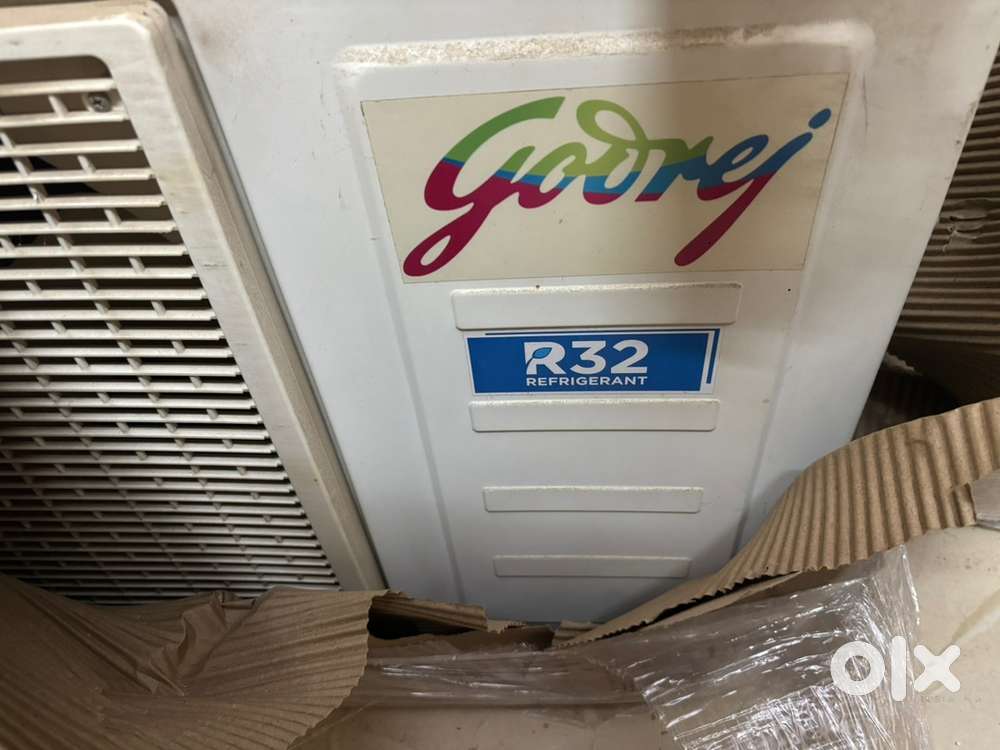 Godrej
R32
REFRIGERANT
olx